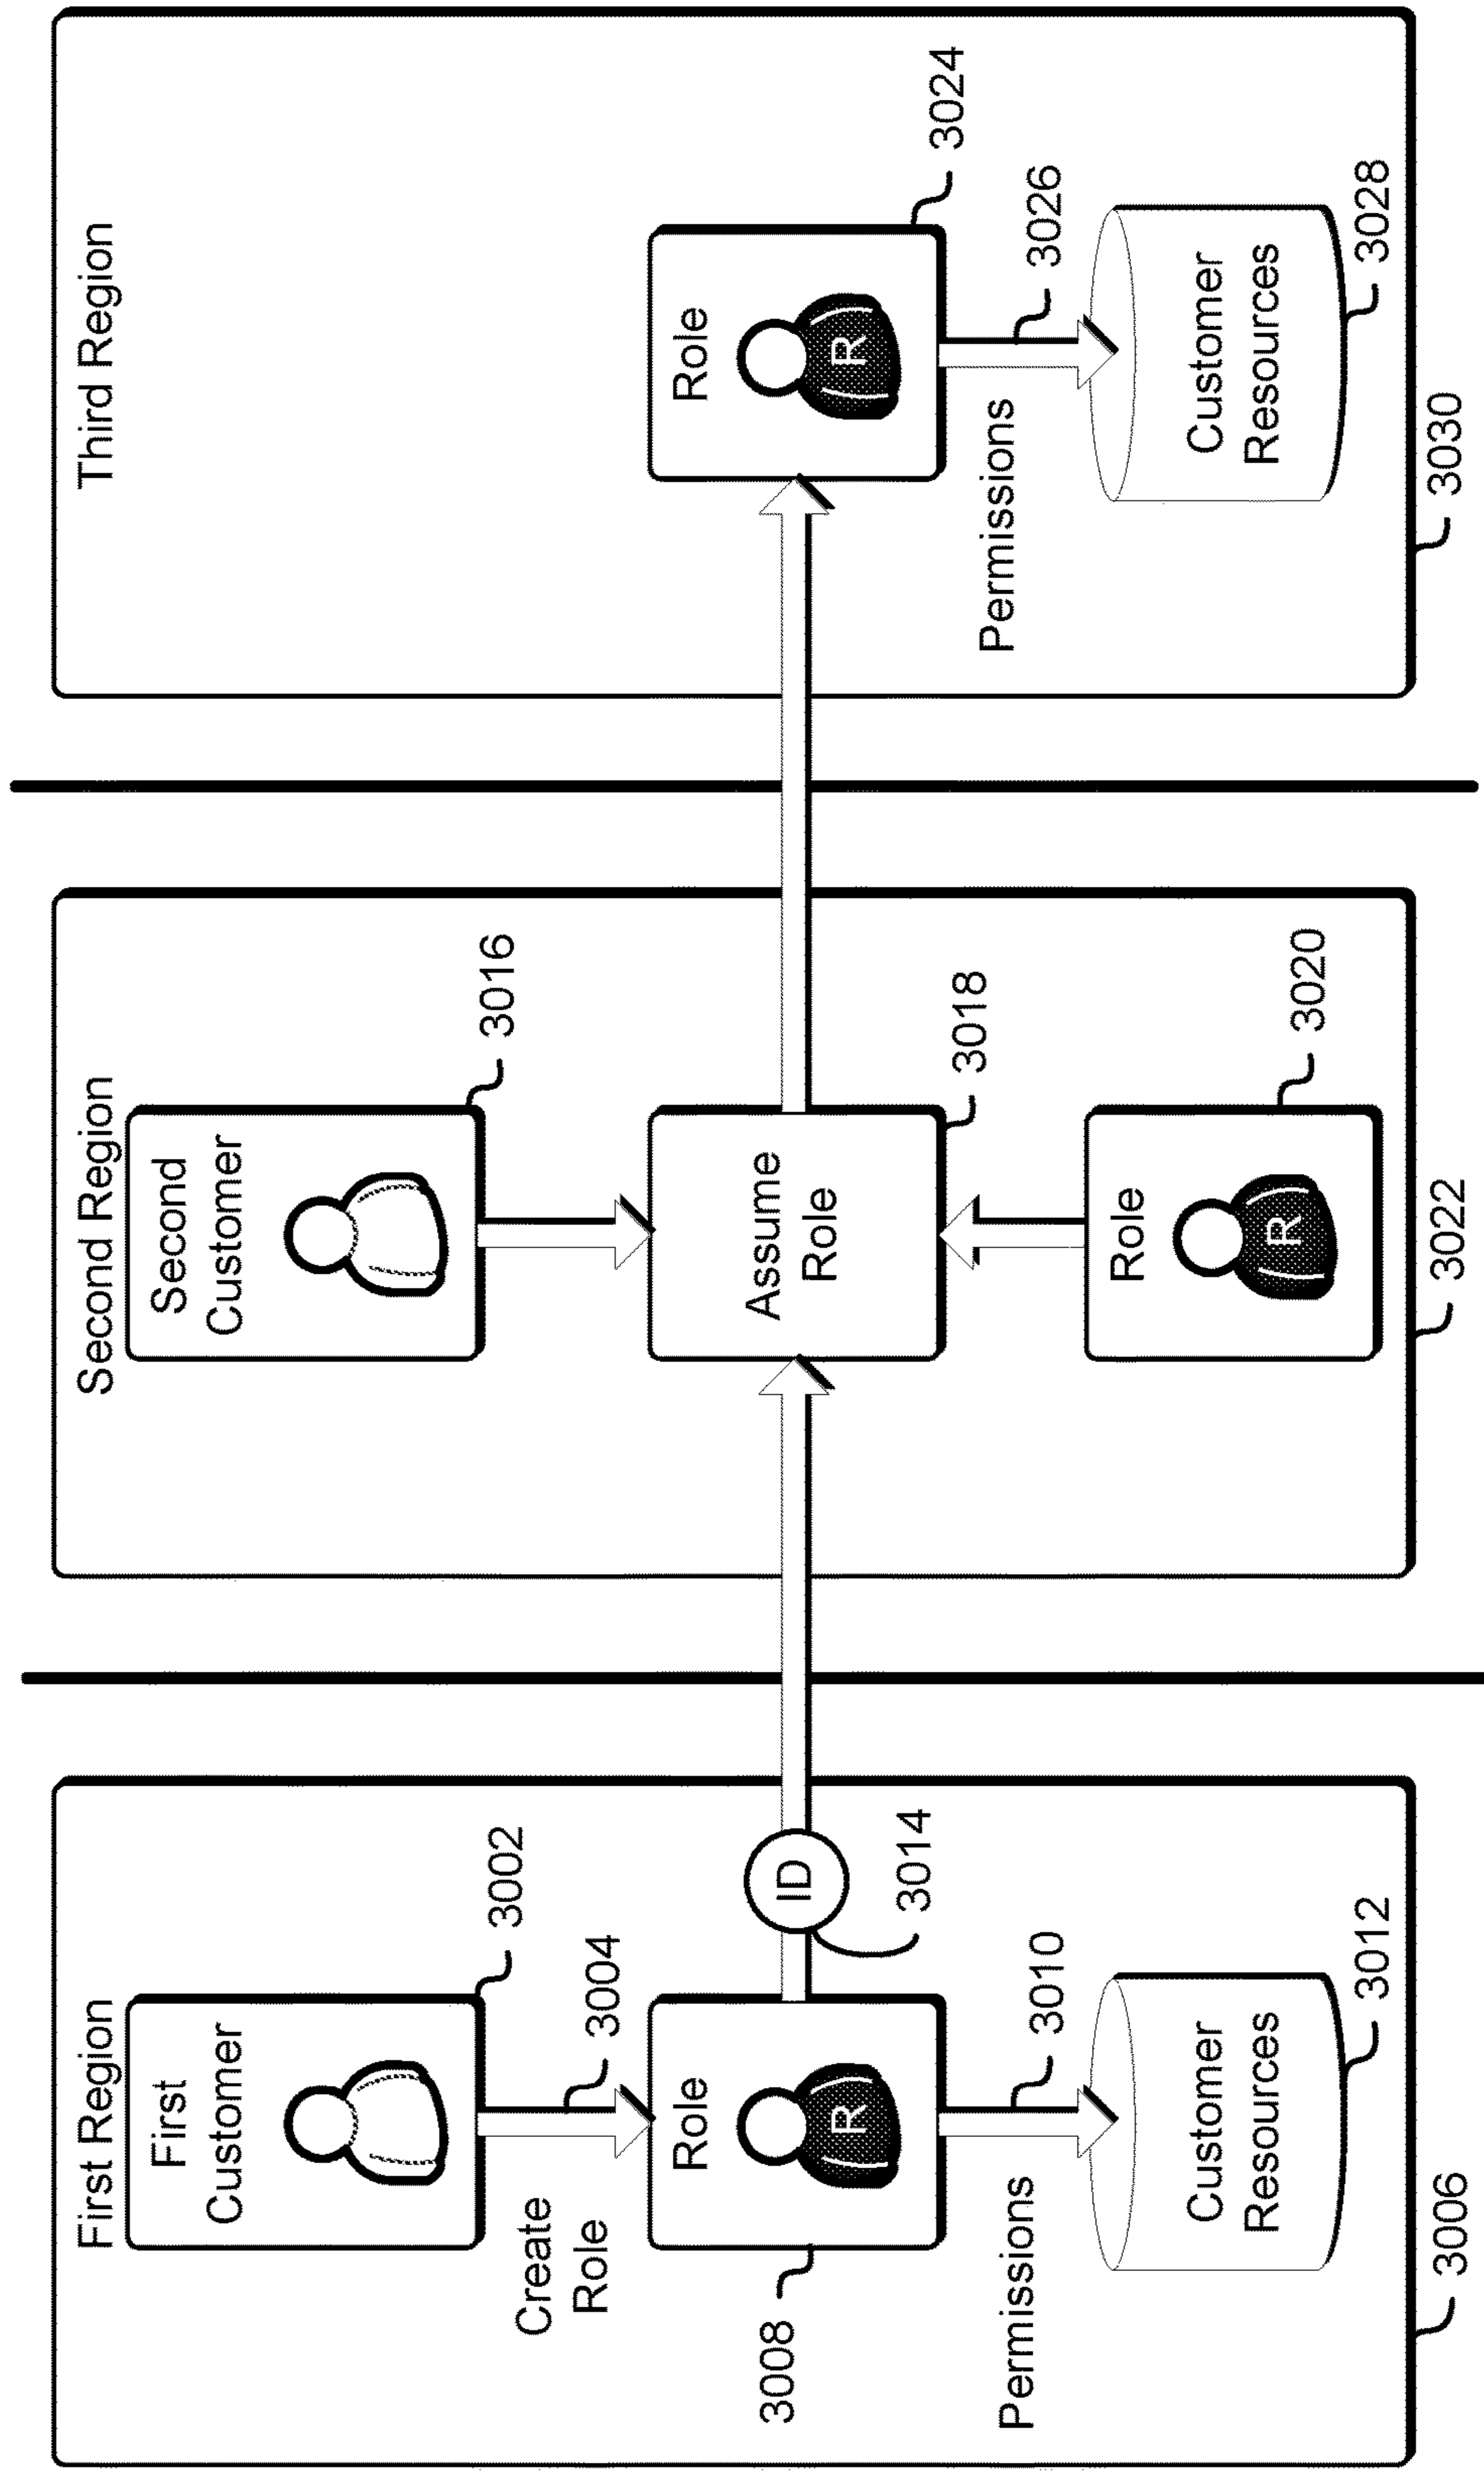 First Region
First
Customer
3002
Create
Role
3004
Role
R
3008
ID
3014
Permissions
3010
Customer
Resources
3012
3006
Second Region
Second
Customer
3016
Assume
Role
3018
Role
R
3020
3022
Third Region
Role
R
3024
Permissions
3026
Customer
Resources
3028
3030